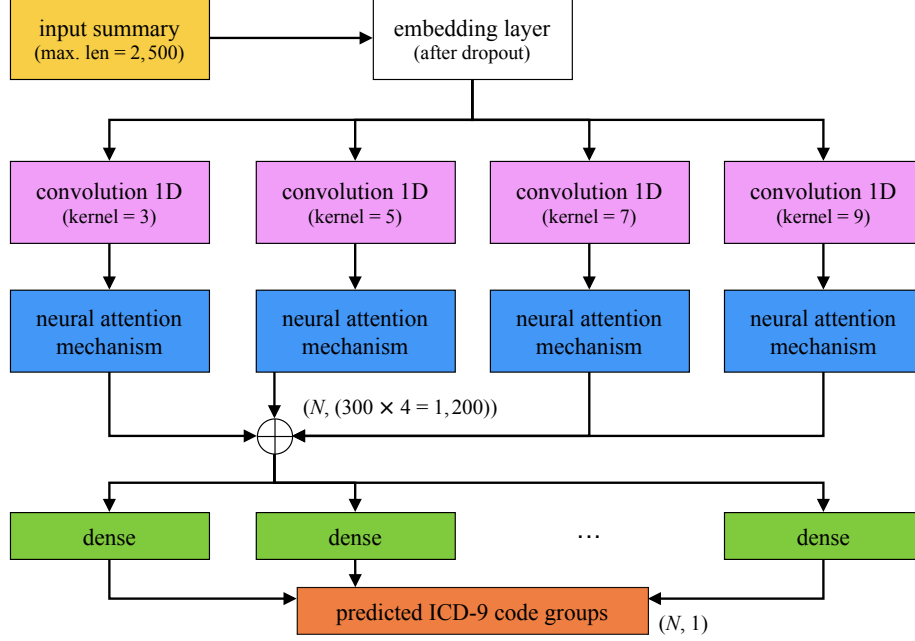 input summary
(max. len = 2,500)
embedding layer
(after dropout)
convolution 1D
(kernel = 3)
convolution 1D
(kernel = 5)
convolution 1D
(kernel = 7)
convolution 1D
(kernel = 9)
neural attention
mechanism
neural attention
mechanism
neural attention
mechanism
neural attention
mechanism
(N, (300 × 4 = 1,200))
dense
dense
...
dense
predicted ICD-9 code groups
(N, 1)